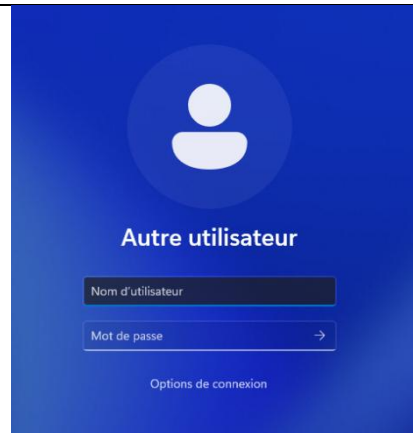 Autre utilisateur
Nom d'utilisateur
Mot de passe
Options de connexion